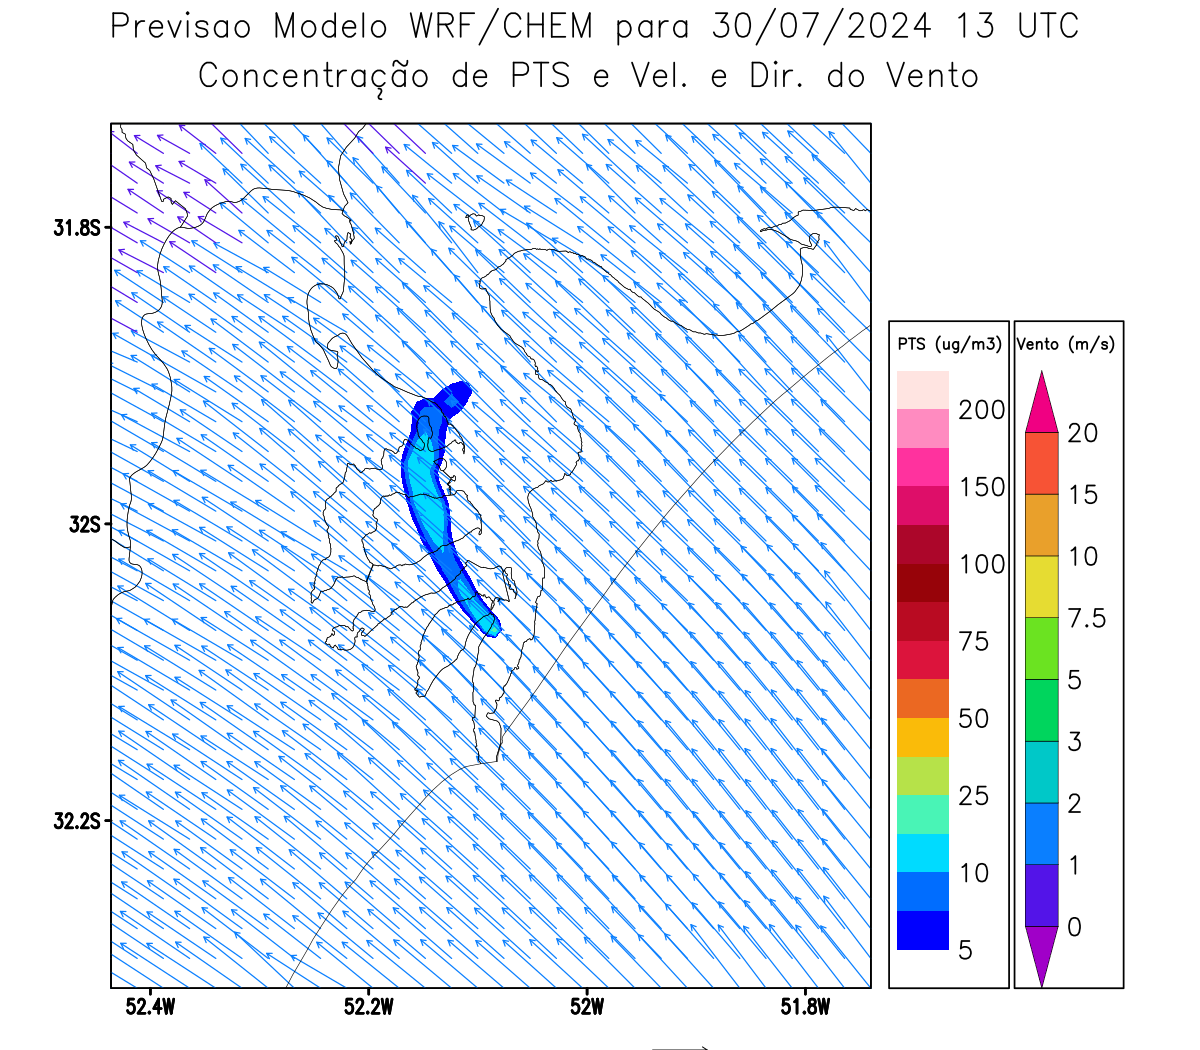 Previsao Modelo WRF/CHEM para 30/07/2024 13 UTC
Concentração de PTS e Vel. e Dir. do Vento
31.8S
32S
32.2S
52.4W
52.2W
52W
51.8W
PTS (ug/m3)
200
150
100
75
50
25
10
5
Vento (m/s)
20
15
10
7.5
5
3
2
1
0